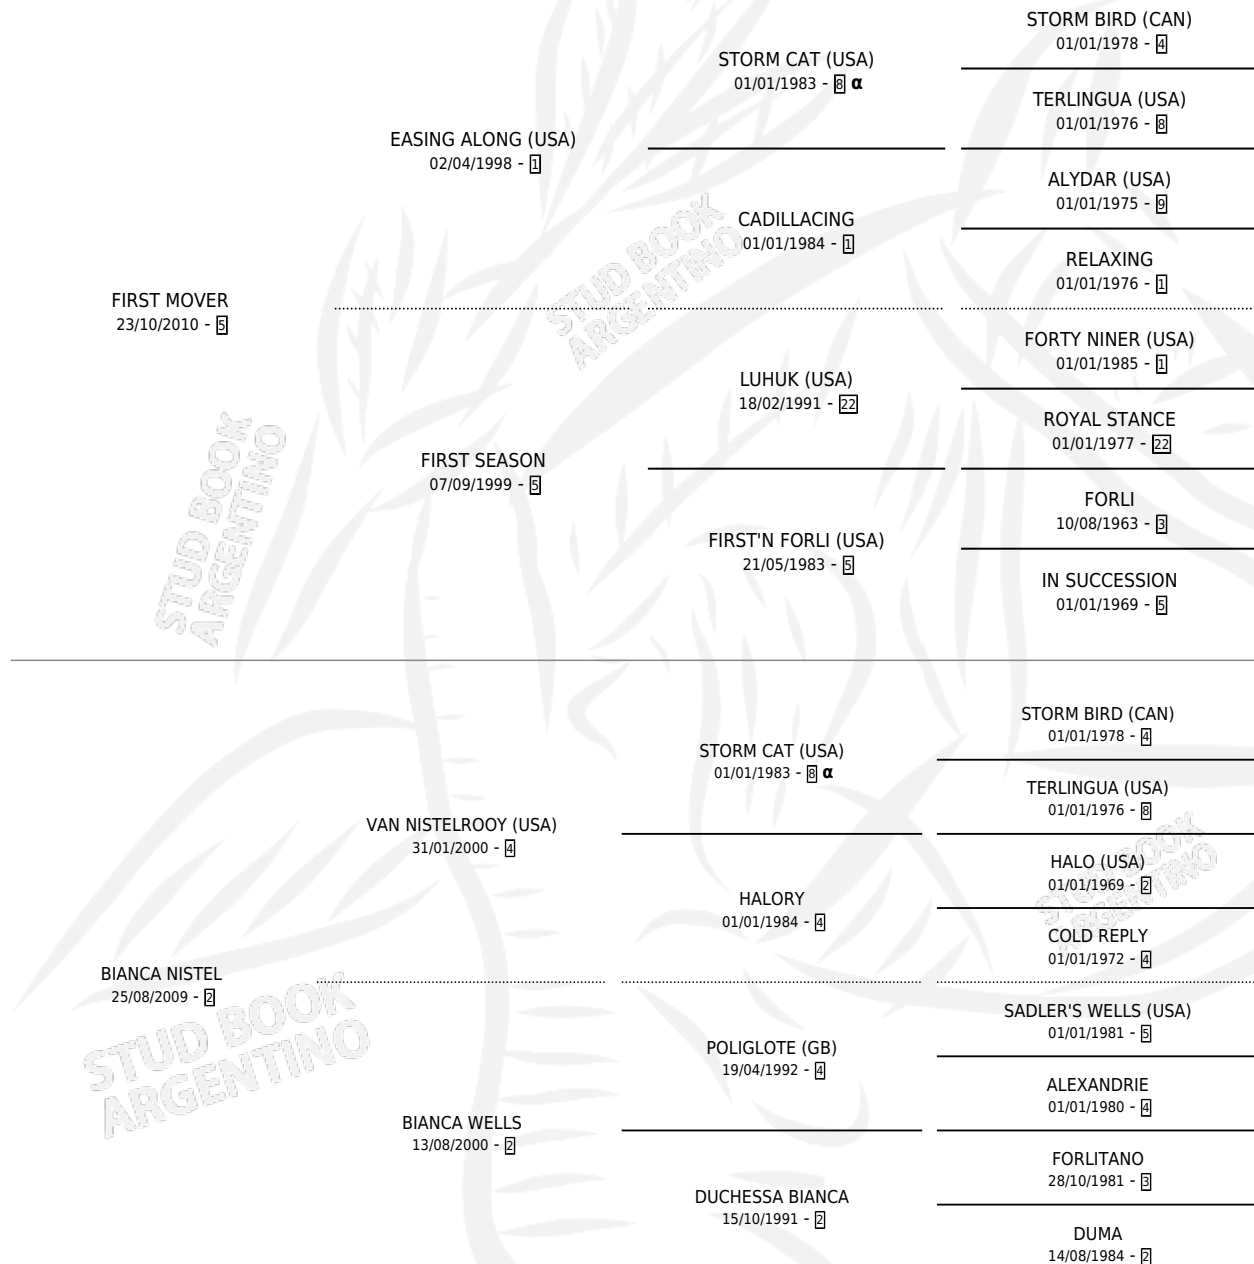 STORM BIRD (CAN)
01/01/1978 - 4
STORM CAT (USA)
01/01/1983 - 8 α
TERLINGUA (USA)
01/01/1976 - 8
EASING ALONG (USA)
02/04/1998 - 1
ALYDAR (USA)
01/01/1975 - 9
CADILLACING
01/01/1984 - 1
RELAXING
01/01/1976 - 1
FIRST MOVER
23/10/2010 - 5
STUD BOOK
ARGENTINO
FORTY NINER (USA)
01/01/1985 - 1
LUHUK (USA)
18/02/1991 - 22
ROYAL STANCE
01/01/1977 - 22
FIRST SEASON
07/09/1999 - 5
FORLI
10/08/1963 - 3
FIRST'N FORLI (USA)
21/05/1983 - 5
IN SUCCESSION
01/01/1969 - 5
STUD BOOK
ARGENTINO
STORM BIRD (CAN)
01/01/1978 - 4
STORM CAT (USA)
01/01/1983 - 8 α
TERLINGUA (USA)
01/01/1976 - 8
VAN NISTELROOY (USA)
31/01/2000 - 4
HALO (USA)
01/01/1969 - 2
HALORY
01/01/1984 - 4
COLD REPLY
01/01/1972 - 4
STUD BOOK
ARGENTINO
BIANCA NISTEL
25/08/2009 - 2
STUD BOOK
ARGENTINO
SADLER'S WELLS (USA)
01/01/1981 - 5
POLIGLOTE (GB)
19/04/1992 - 4
ALEXANDRIE
01/01/1980 - 4
BIANCA WELLS
13/08/2000 - 2
FORLITANO
28/10/1981 - 3
DUCHESSA BIANCA
15/10/1991 - 2
DUMA
14/08/1984 - 2